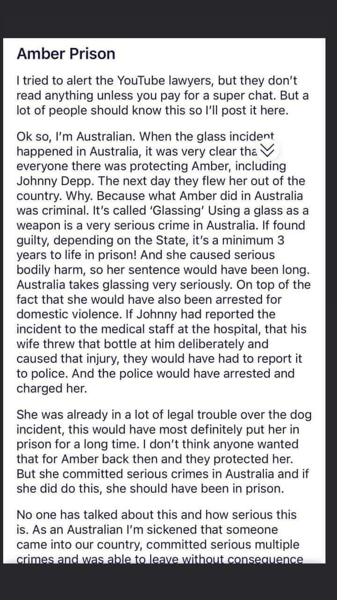 Amber Prison
I tried to alert the YouTube lawyers, but they don't
read anything unless you pay for a super chat. But a
lot of people should know this so I'll post it here.
Ok so, I'm Australian. When the glass incident
happened in Australia, it was very clear tha
everyone there was protecting Amber, including
Johnny Depp. The next day they flew her out of the
country. Why. Because what Amber did in Australia
was criminal. It's called 'Glassing' Using a glass as a
weapon is a very serious crime in Australia. If found
guilty, depending on the State, it's a minimum 3
years to life in prison! And she caused serious
bodily harm, so her sentence would have been long.
Australia takes glassing very seriously. On top of the
fact that she would have also been arrested for
domestic violence. If Johnny had reported the
incident to the medical staff at the hospital, that his
wife threw that bottle at him deliberately and
caused that injury, they would have had to report it
to police. And the police would have arrested and
charged her.
She was already in a lot of legal trouble over the dog
incident, this would have most definitely put her in
prison for a long time. I don't think anyone wanted
that for Amber back then and they protected her.
But she committed serious crimes in Australia and if
she did do this, she should have been in prison.
No one has talked about this and how serious this
is. As an Australian I'm sickened that someone
came into our country, committed serious multiple
crimes and was able to leave without consequence